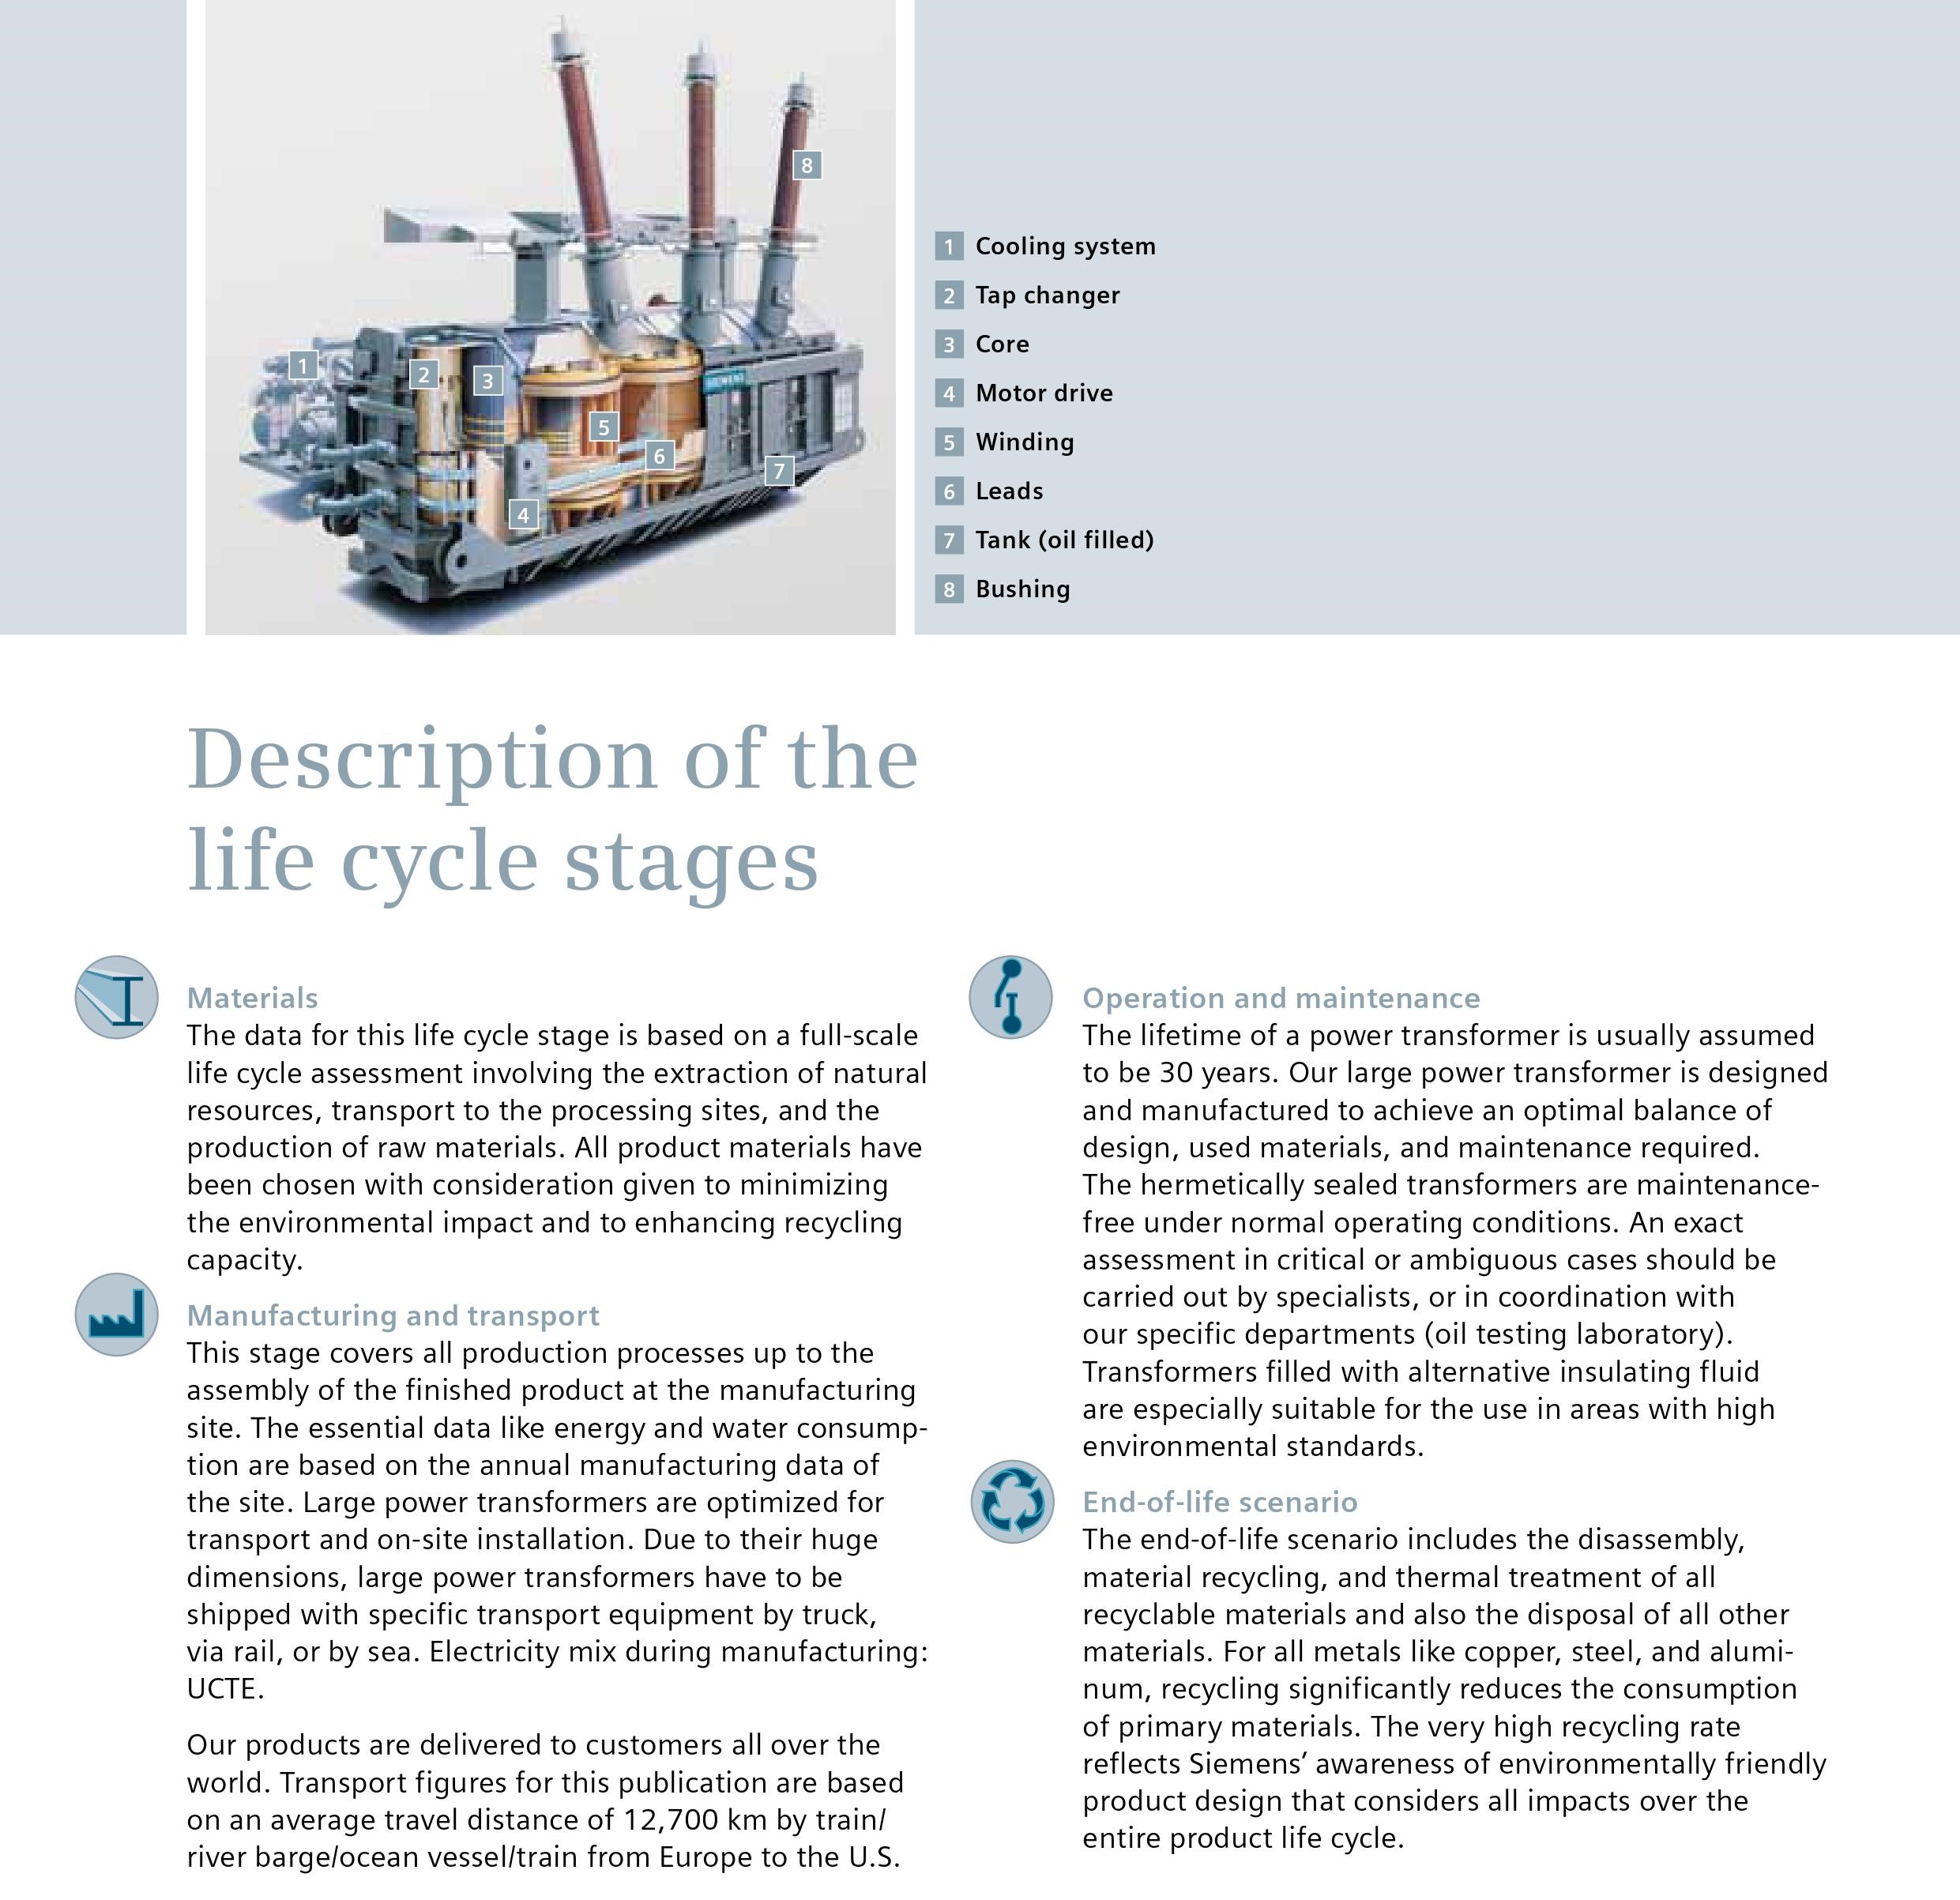 8
1
2
3
5
6
7
4
SIEMENS
1 Cooling system
2 Tap changer
3 Core
4 Motor drive
5 Winding
6 Leads
7 Tank (oil filled)
8 Bushing
Description of the
life cycle stages
Materials
The data for this life cycle stage is based on a full-scale
life cycle assessment involving the extraction of natural
resources, transport to the processing sites, and the
production of raw materials. All product materials have
been chosen with consideration given to minimizing
the environmental impact and to enhancing recycling
capacity.
Manufacturing and transport
This stage covers all production processes up to the
assembly of the finished product at the manufacturing
site. The essential data like energy and water consump-
tion are based on the annual manufacturing data of
the site. Large power transformers are optimized for
transport and on-site installation. Due to their huge
dimensions, large power transformers have to be
shipped with specific transport equipment by truck,
via rail, or by sea. Electricity mix during manufacturing:
UCTE.
Our products are delivered to customers all over the
world. Transport figures for this publication are based
on an average travel distance of 12,700 km by train/
river barge/ocean vessel/train from Europe to the U.S.
Operation and maintenance
The lifetime of a power transformer is usually assumed
to be 30 years. Our large power transformer is designed
and manufactured to achieve an optimal balance of
design, used materials, and maintenance required.
The hermetically sealed transformers are maintenance-
free under normal operating conditions. An exact
assessment in critical or ambiguous cases should be
carried out by specialists, or in coordination with
our specific departments (oil testing laboratory).
Transformers filled with alternative insulating fluid
are especially suitable for the use in areas with high
environmental standards.
End-of-life scenario
The end-of-life scenario includes the disassembly,
material recycling, and thermal treatment of all
recyclable materials and also the disposal of all other
materials. For all metals like copper, steel, and alumi-
num, recycling significantly reduces the consumption
of primary materials. The very high recycling rate
reflects Siemens’ awareness of environmentally friendly
product design that considers all impacts over the
entire product life cycle.